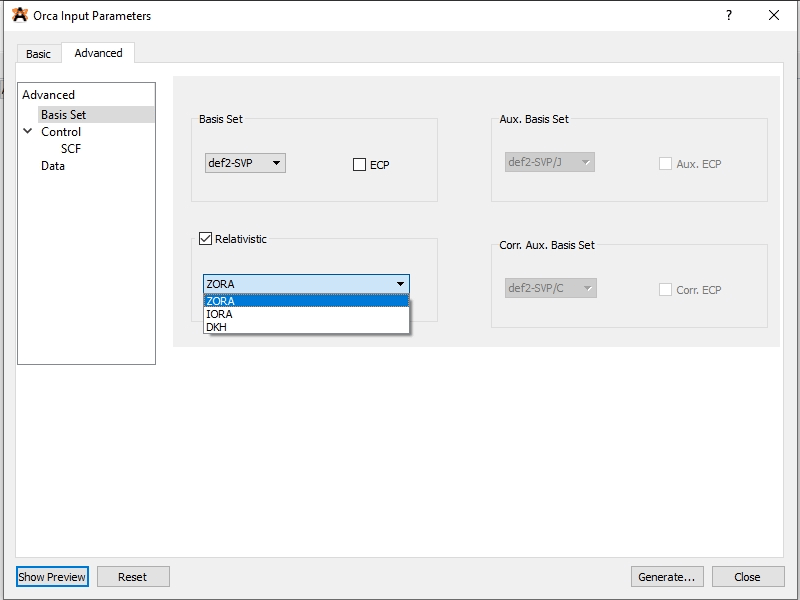 Orca Input Parameters
Basic
Advanced
Advanced
Basis Set
Control
SCF
Data
Basis Set
def2-SVP
ECP
Aux. Basis Set
def2-SVP/J
Aux. ECP
Relativistic
ZORA
ZORA
IORA
DKH
Corr. Aux. Basis Set
def2-SVP/C
Corr. ECP
Show Preview
Reset
Generate...
Close